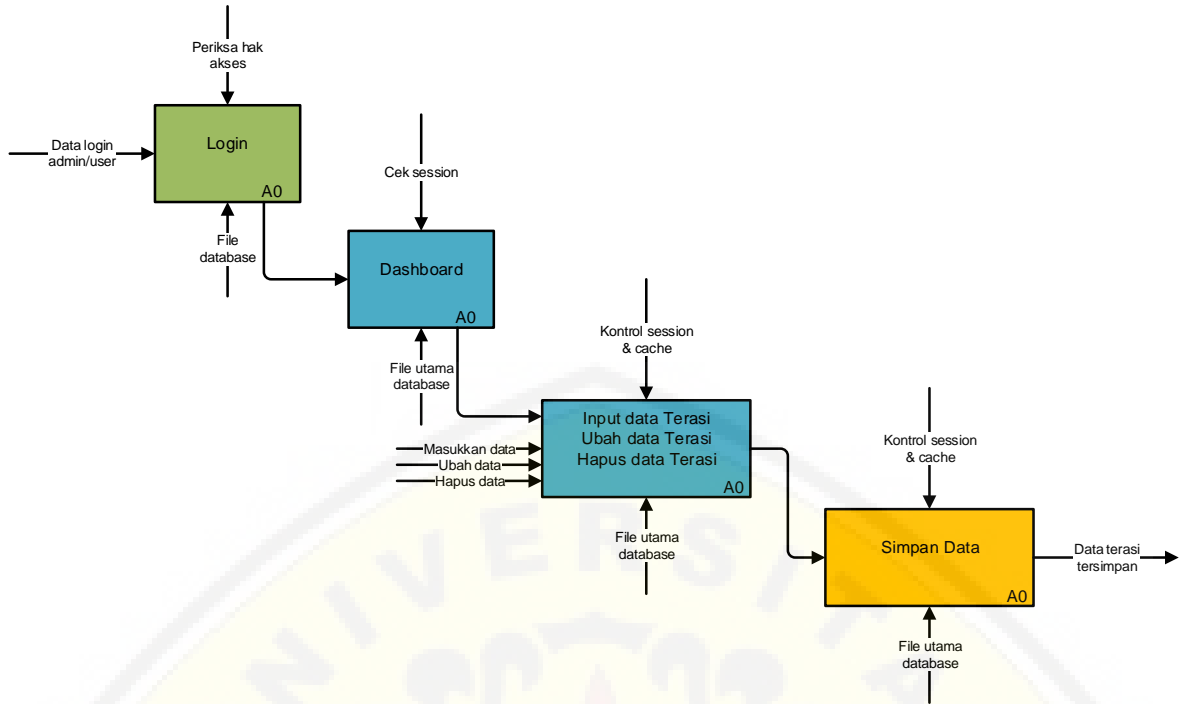 Periksa hak
akses
Data login
admin/user
Login
A0
File
database
Cek session
Dashboard
A0
File utama
database
Kontrol session
& cache
Masukkan data
Ubah data
Hapus data
Input data Terasi
Ubah data Terasi
Hapus data Terasi
A0
File utama
database
Kontrol session
& cache
Simpan Data
A0
Data terasi
tersimpan
File utama
database
NIVERSITA